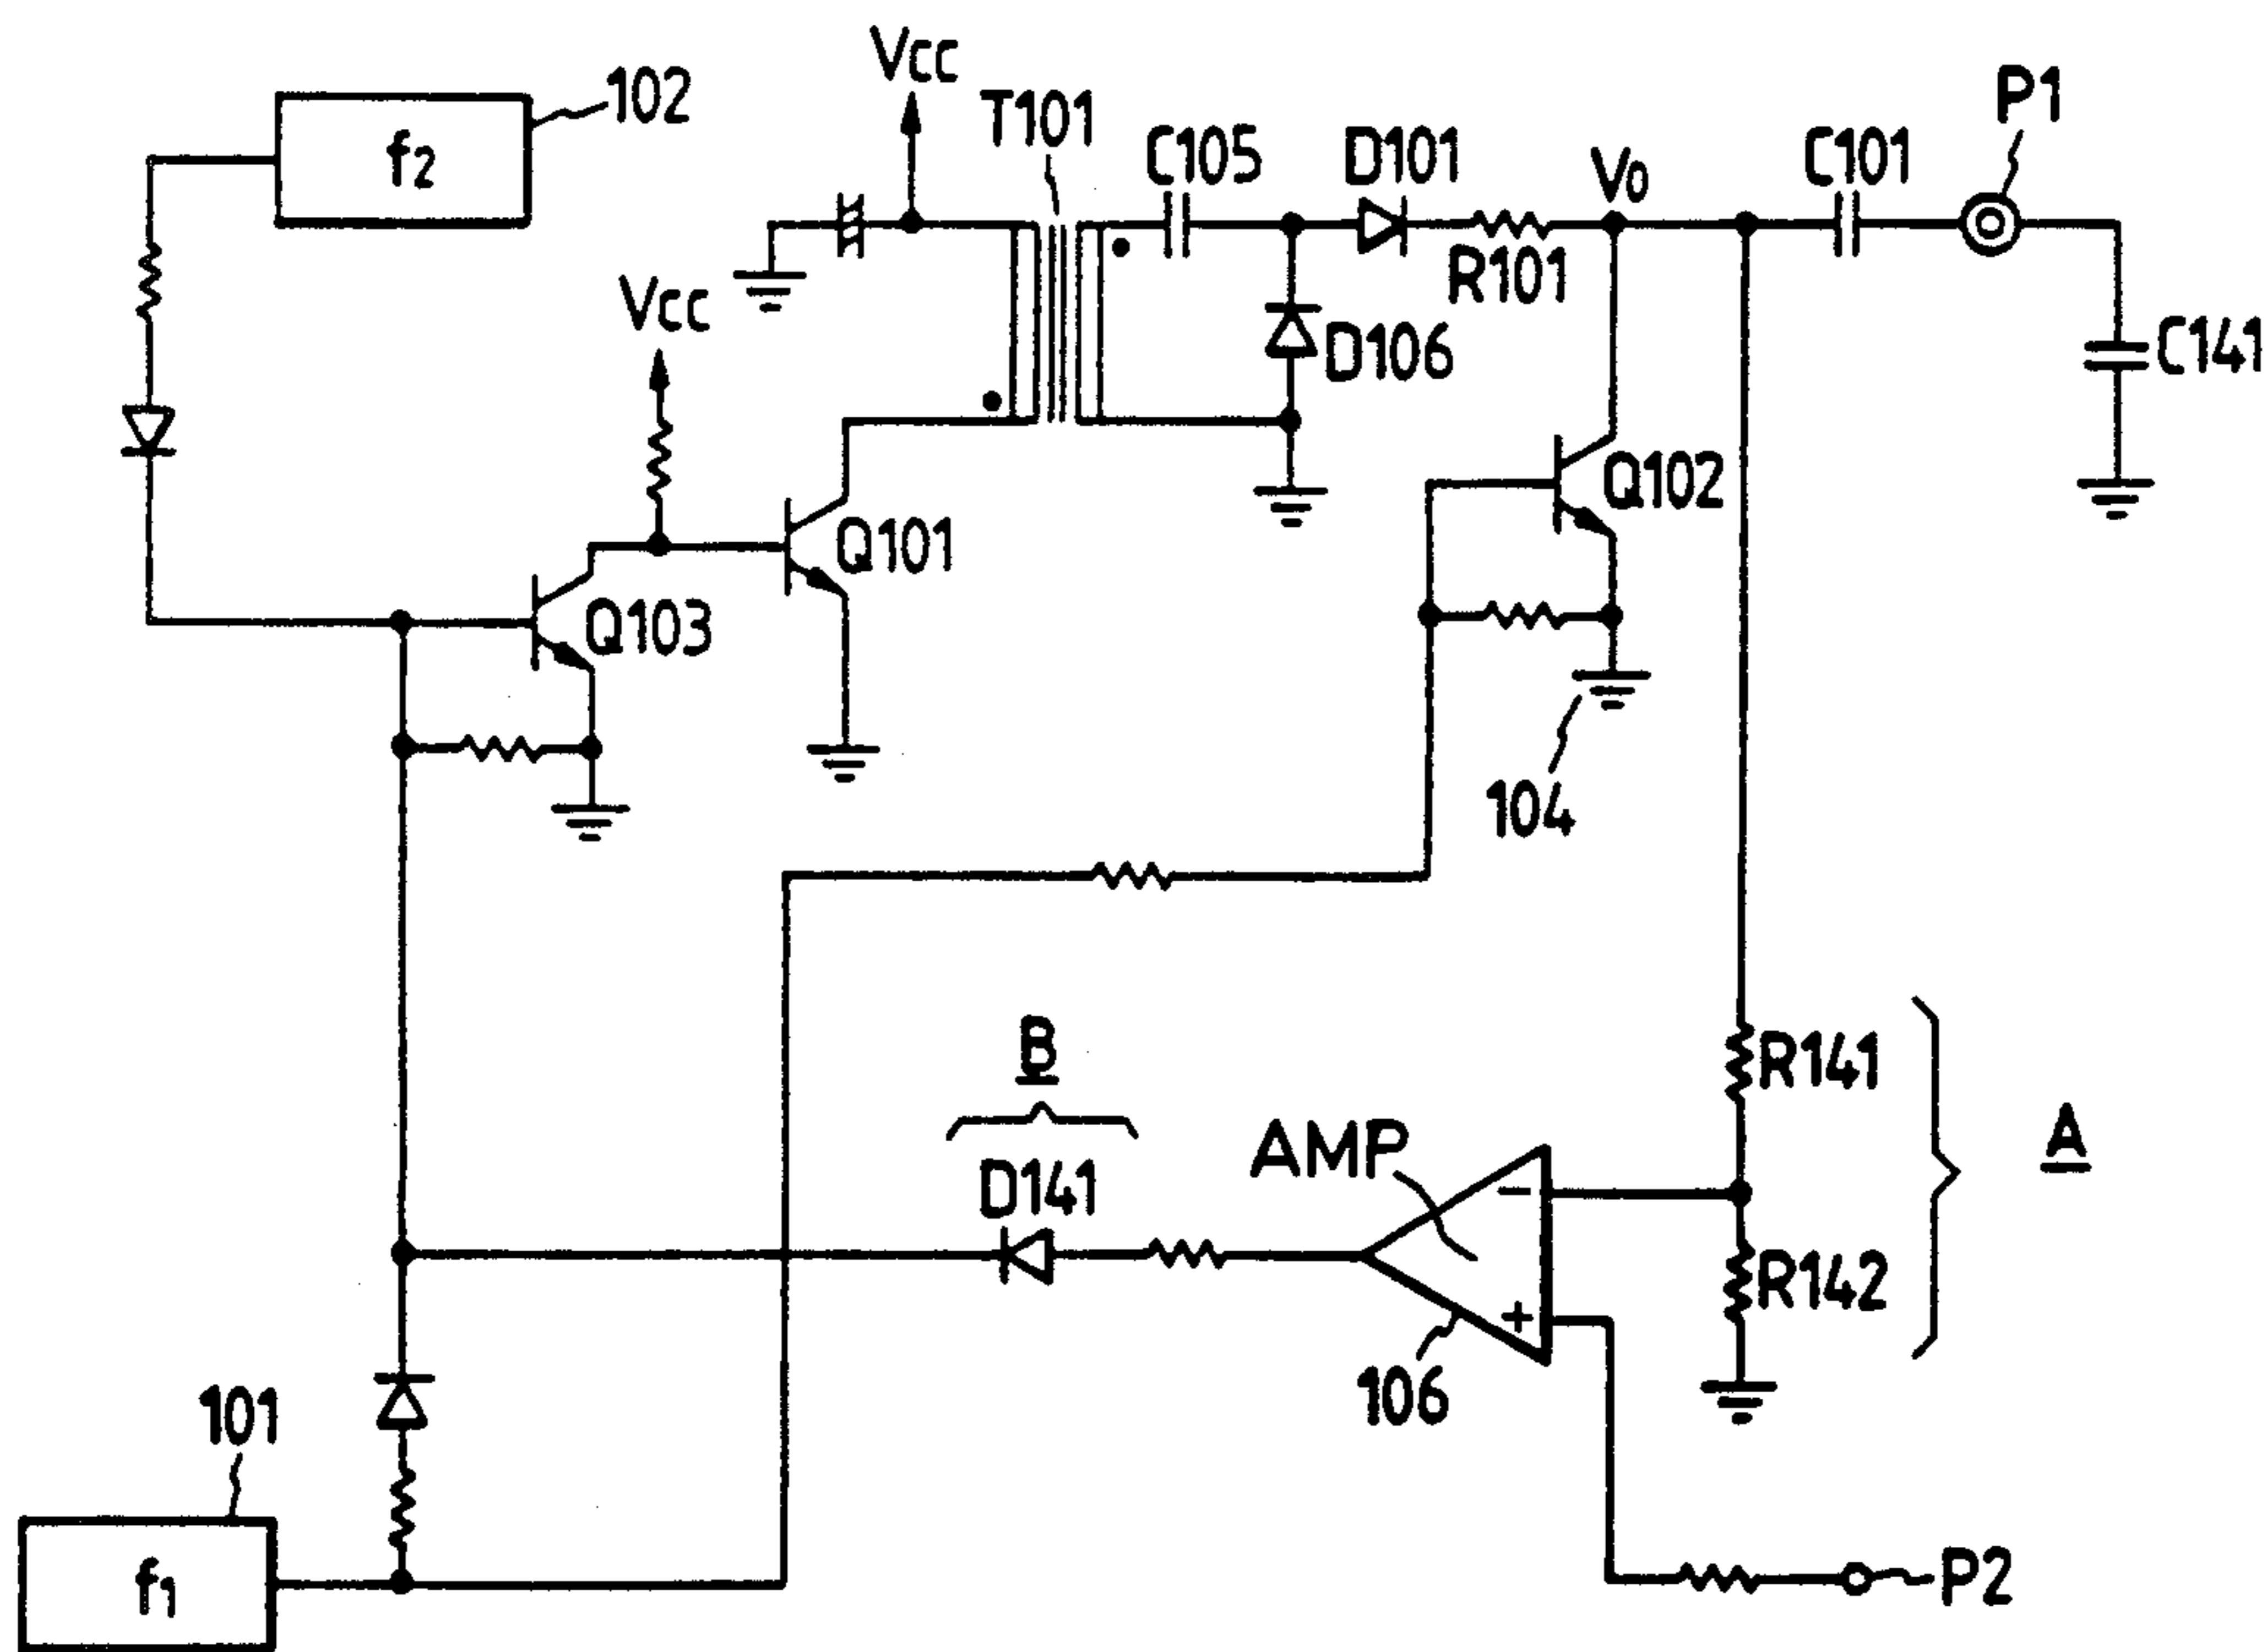 102
f2
Vcc
T101
C105
D101
V0
C101
P1
R101
Vcc
D106
C141
Q102
Q101
Q103
104
B
D141
AMP
-
+
106
R141
R142
A
101
f1
P2